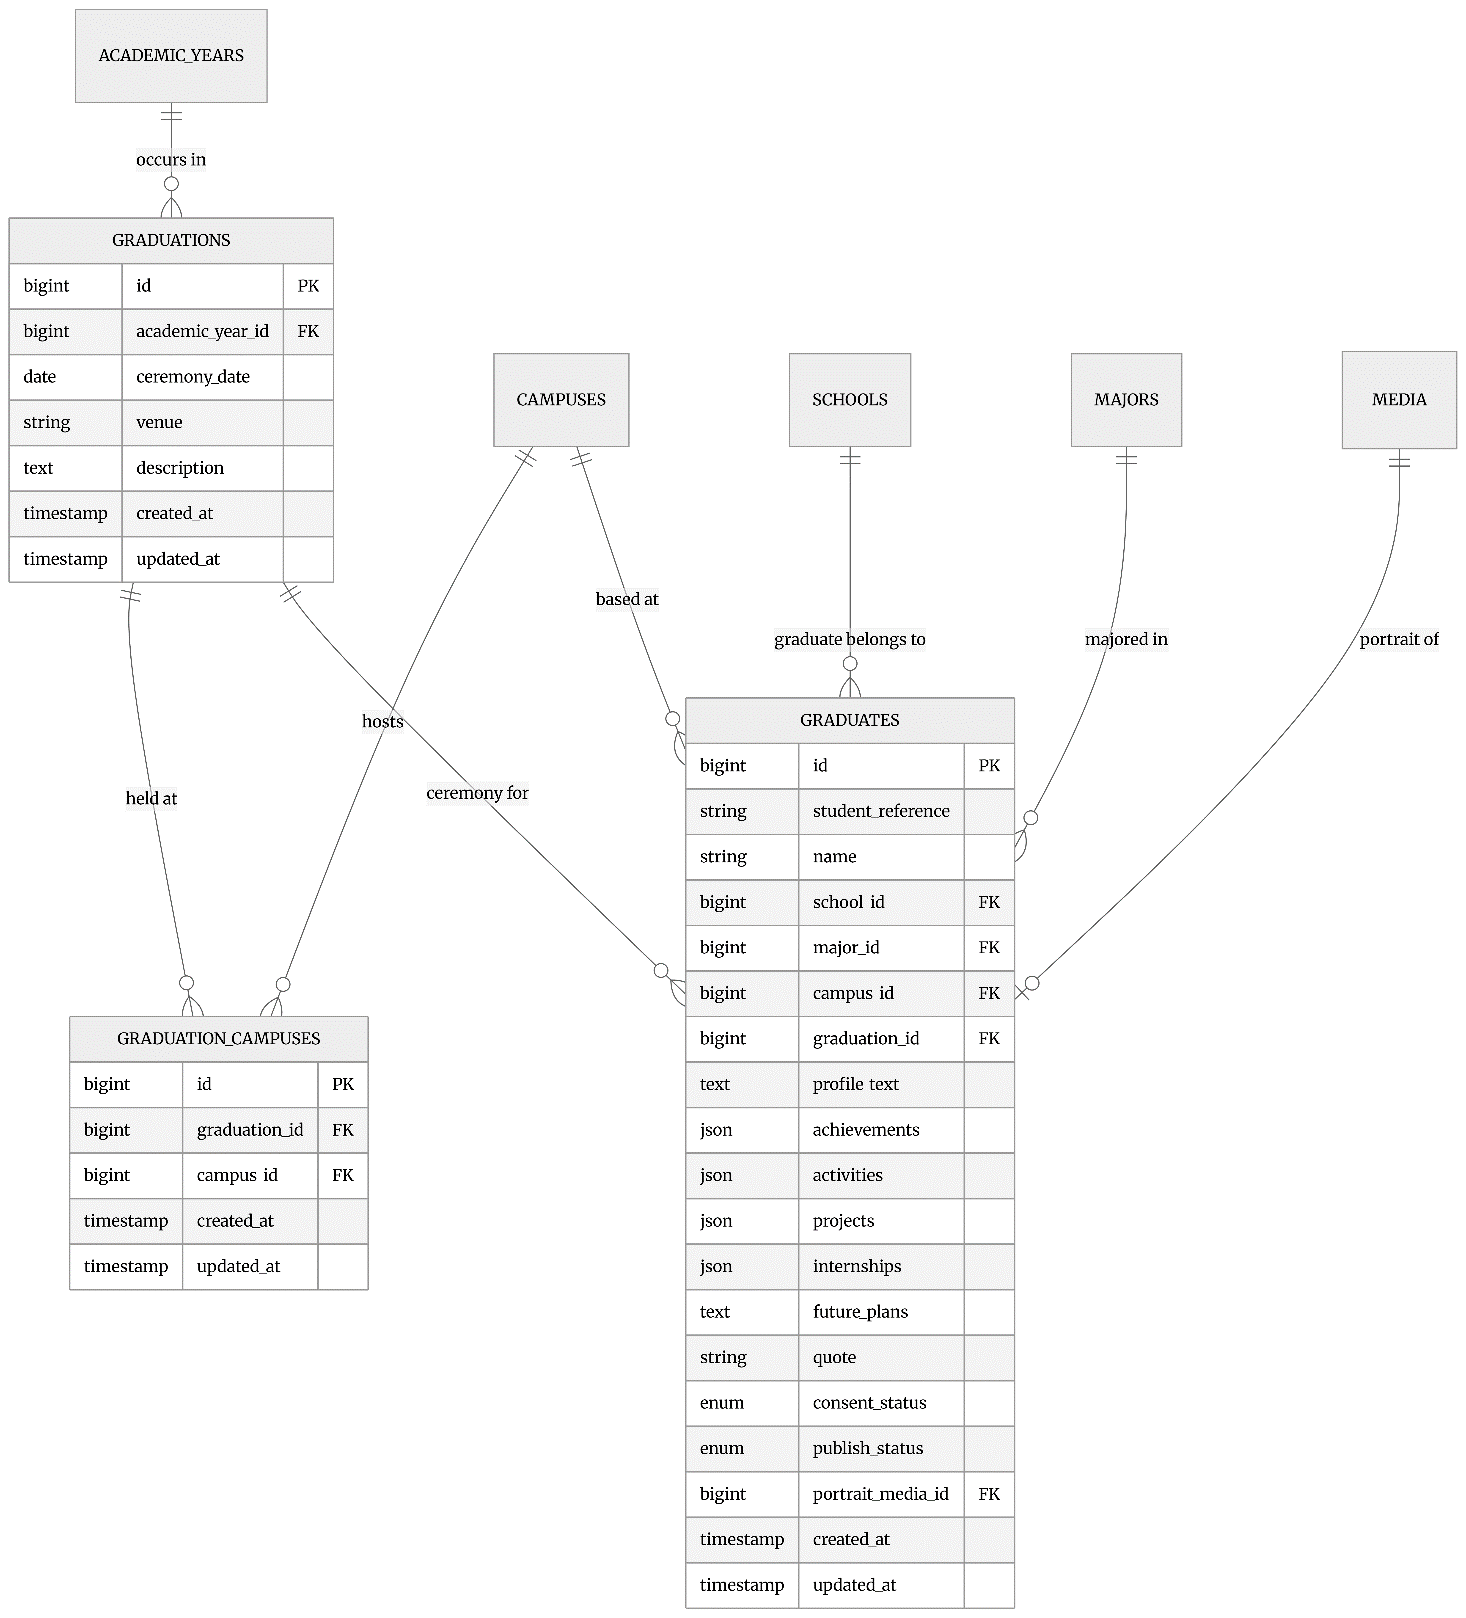 ACADEMIC_YEARS
occurs in
GRADUATIONS
bigint id PK
bigint academic_year_id FK
date ceremony_date
string venue
text description
timestamp created_at
timestamp updated_at
CAMPUSES
SCHOOLS
MAJORS
MEDIA
based at
graduate belongs to
majored in
portrait of
hosts
ceremony for
held at
GRADUATES
bigint id PK
string student_reference
string name
bigint school_id FK
bigint major_id FK
bigint campus_id FK
bigint graduation_id FK
text profile_text
json achievements
json activities
json projects
json internships
text future_plans
string quote
enum consent_status
enum publish_status
bigint portrait_media_id FK
timestamp created_at
timestamp updated_at
GRADUATION_CAMPUSES
bigint id PK
bigint graduation_id FK
bigint campus_id FK
timestamp created_at
timestamp updated_at